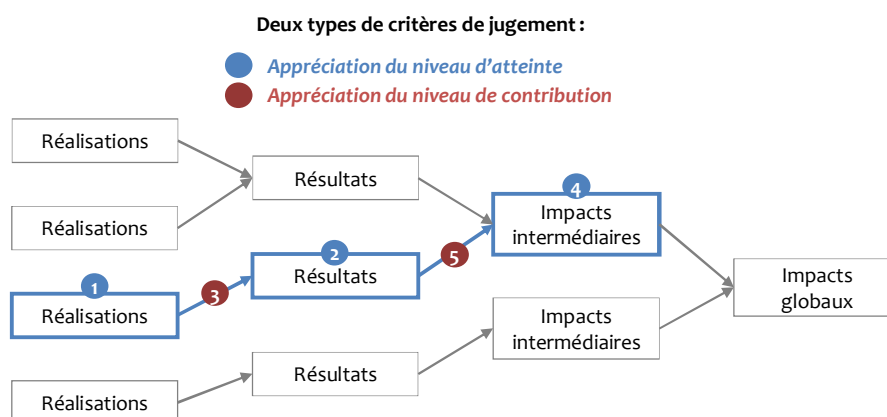 Deux types de critères de jugement :
Appréciation du niveau d'atteinte
Appréciation du niveau de contribution
Réalisations
Résultats
4
Réalisations
Impacts
intermédiaires
2
5
1
3
Résultats
Réalisations
Impacts
globaux
Impacts
intermédiaires
Résultats
Réalisations